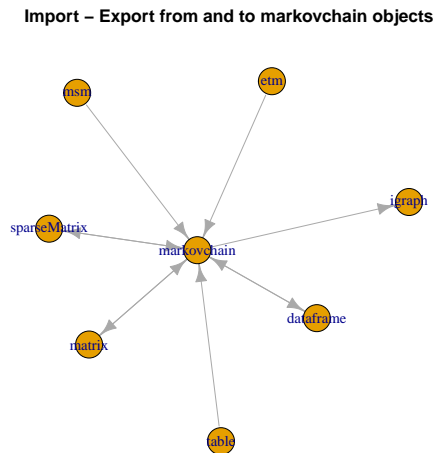 Import − Export from and to markovchain objects
msm
etm
igraph
sparseMatrix
markovchain
dataframe
matrix
table